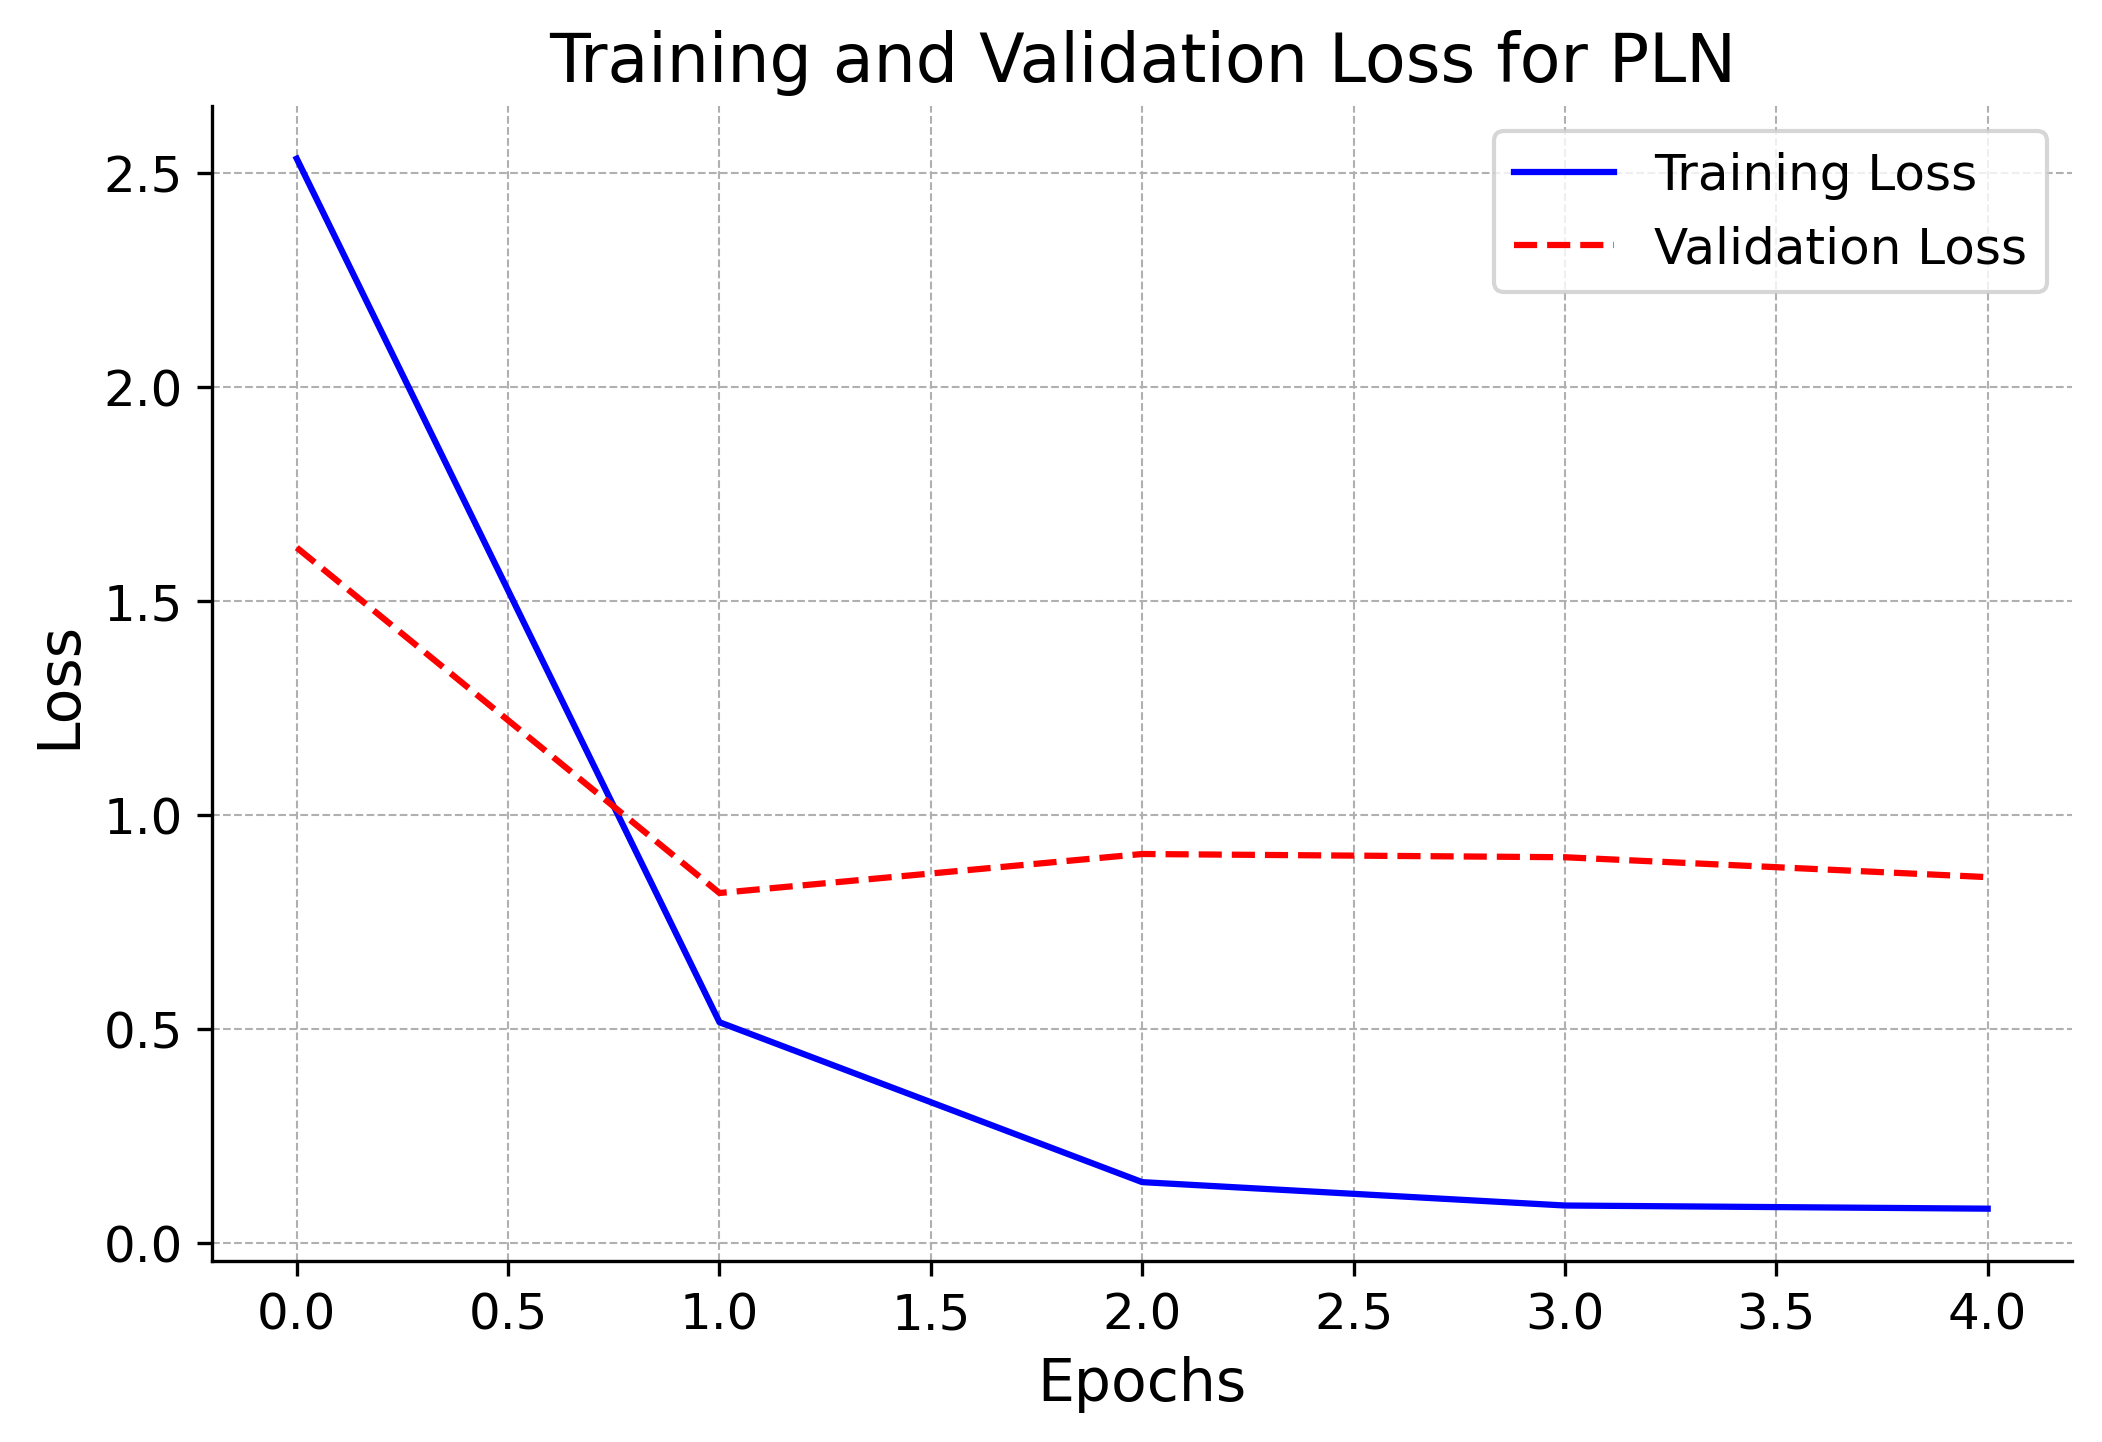 Training and Validation Loss for PLN
Training Loss
Validation Loss
2.5
2.0
1.5
1.0
0.5
0.0
Loss
0.0 0.5 1.0 1.5 2.0 2.5 3.0 3.5 4.0
Epochs